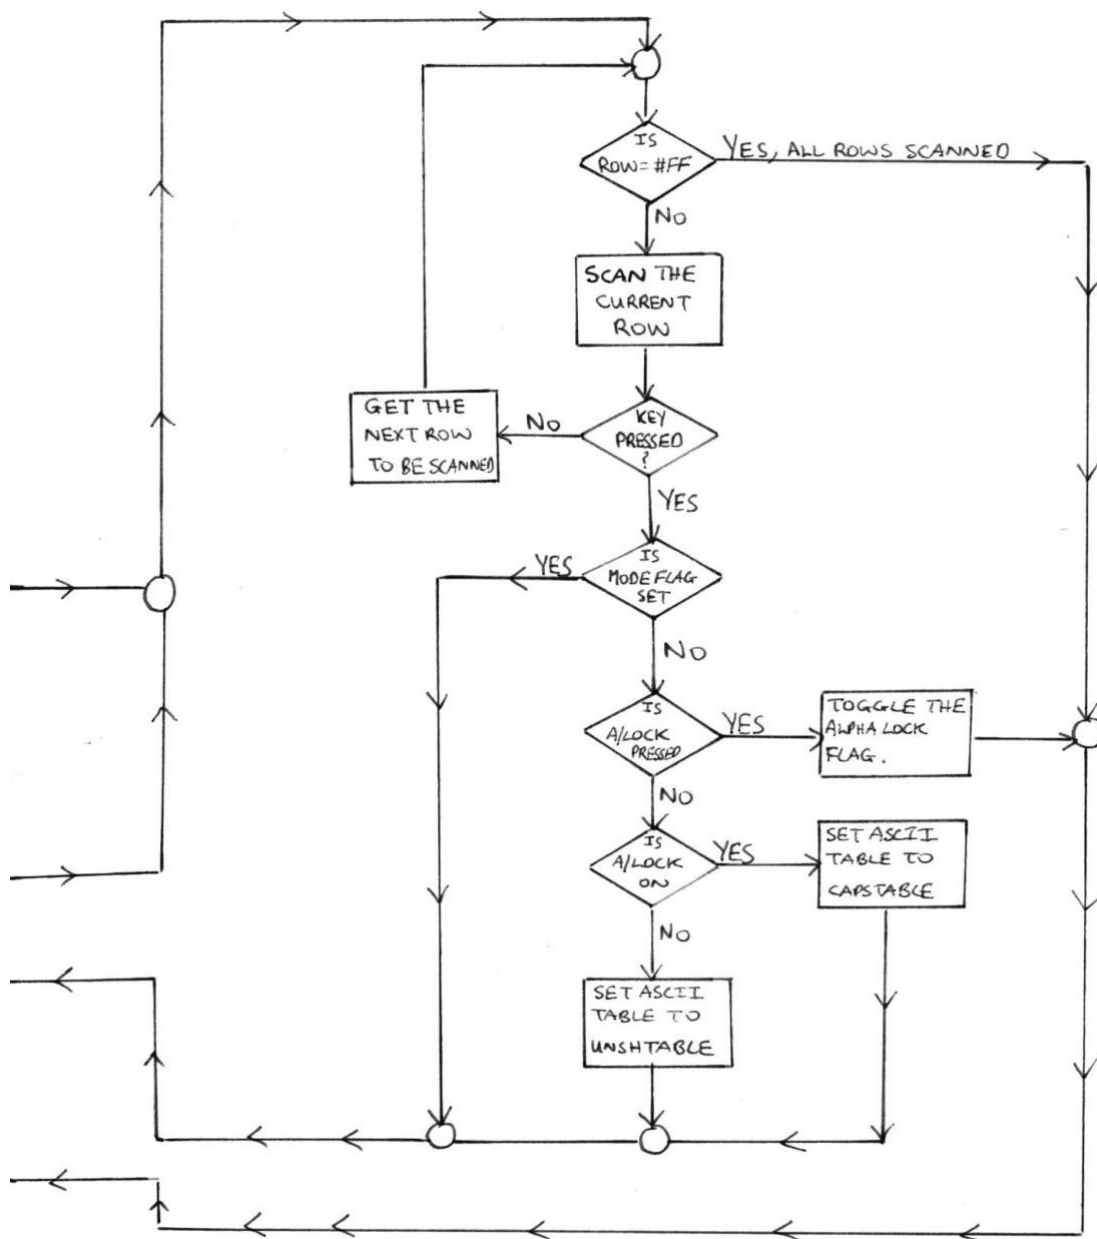 IS
ROW = #FF
YES, ALL ROWS SCANNED
NO
SCAN THE
CURRENT
ROW
GET THE
NEXT ROW
TO BE SCANNED
NO
KEY
PRESSED
?
YES
YES
IS
MODE FLAG
SET
NO
IS
A/LOCK
PRESSED
YES
TOGGLE THE
ALPHA LOCK
FLAG.
NO
IS
A/LOCK
ON
YES
SET ASCII
TABLE TO
CAPSTABLE
NO
SET ASCII
TABLE TO
UNSHTABLE